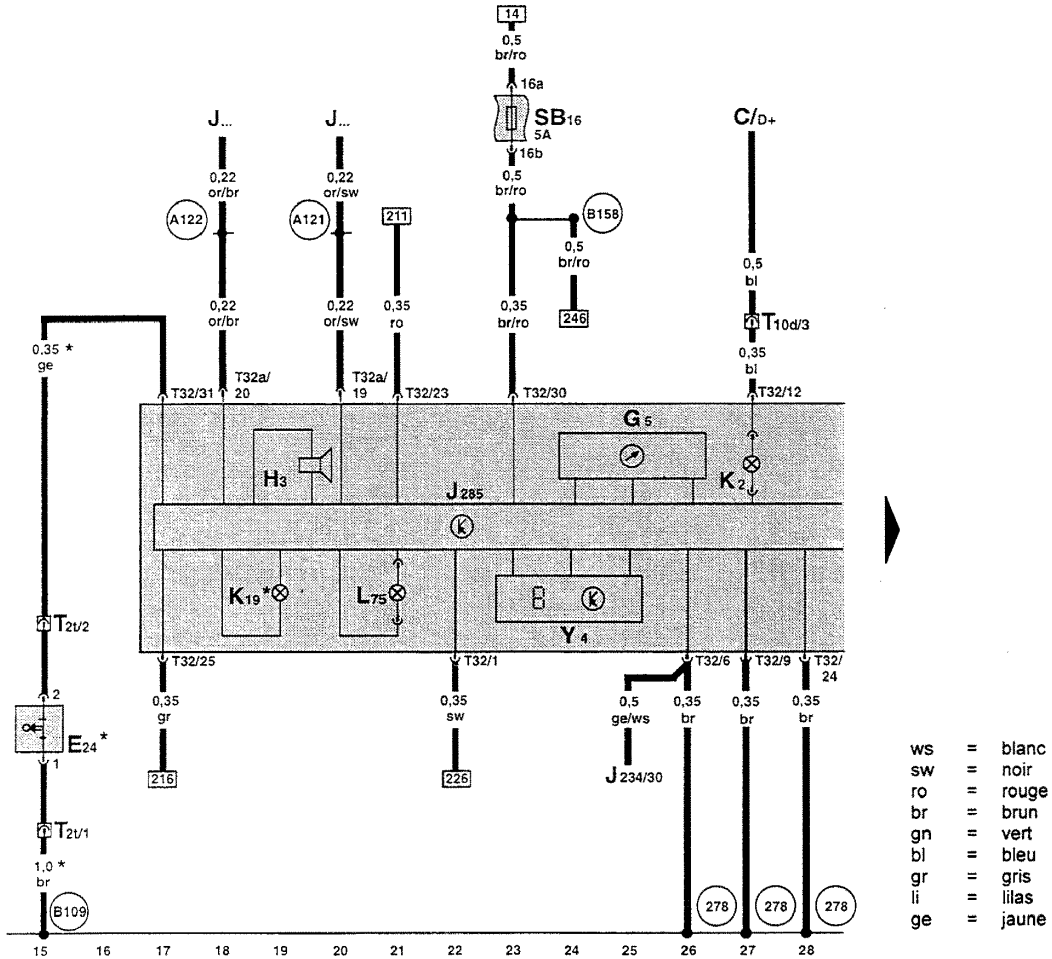 14
0,5
br/ro
16a
SB16
5A
16b
0,5
br/ro
J...
J...
C/D+
0,22
or/br
0,22
or/sw
A122
A121
211
B158
0,5
br/ro
0,5
bl
0,22
or/br
0,22
or/sw
0,35
ro
0,35
br/ro
246
T10d/3
0,35 *
ge
0,35
bl
T32/31
T32a/
20
T32a/
19
T32/23
T32/30
T32/12
G5
H3
J285
K2
K19*
L75
Y4
T2t/2
T32/25
T32/1
T32/6
T32/9
T32/
24
2
0,35
gr
0,35
sw
0,5
ge/ws
0,35
br
0,35
br
0,35
br
E24*
1
216
226
J234/30
T2t/1
1,0 *
br
B109
278
278
278
15 16 17 18 19 20 21 22 23 24 25 26 27 28
ws = blanc
sw = noir
ro = rouge
br = brun
gn = vert
bl = bleu
gr = gris
li = lilas
ge = jaune